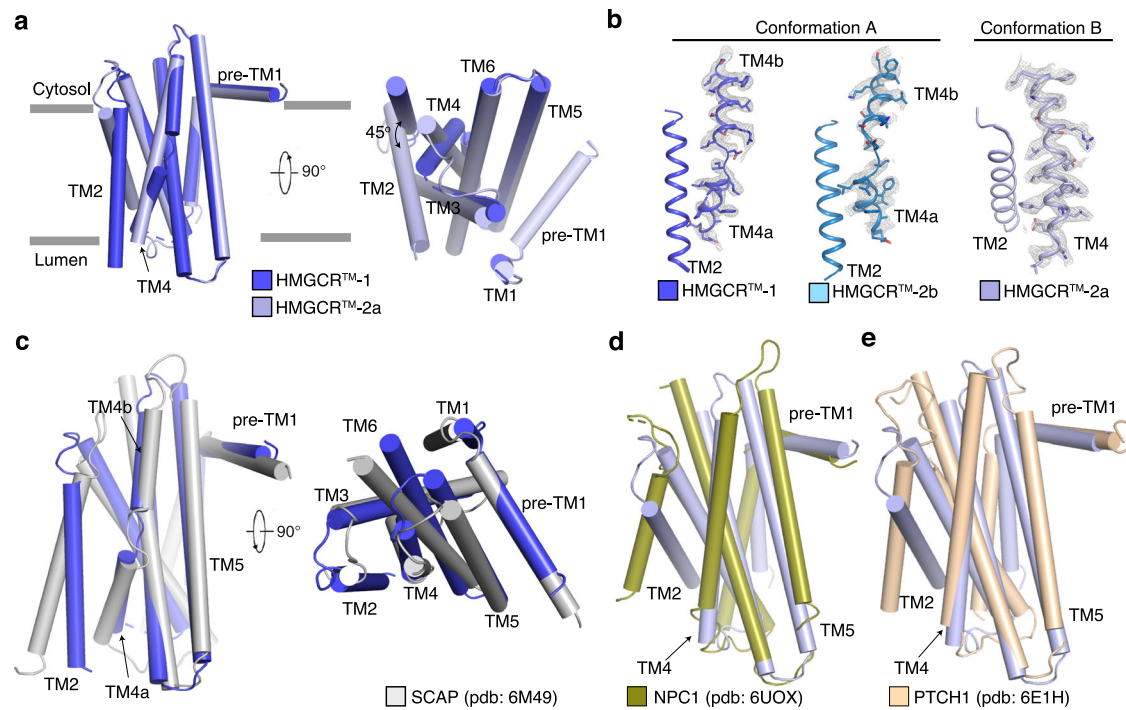 a
Cytosol
pre-TM1
TM2
90°
Lumen
TM4
HMGCR™-1
HMGCR™-2a
TM6
TM4
TM5
45°
TM2
TM3
pre-TM1
TM1
b
Conformation A
Conformation B
TM4b
TM4b
TM4a
TM4a
TM2
TM2
TM2
TM4
HMGCR™-1
HMGCR™-2b
HMGCR™-2a
c
TM4b
pre-TM1
90°
TM5
TM2
TM4a
TM1
TM6
TM3
pre-TM1
TM2
TM4
TM5
SCAP (pdb: 6M49)
d
pre-TM1
TM2
TM4
TM5
NPC1 (pdb: 6UOX)
e
pre-TM1
TM2
TM4
TM5
PTCH1 (pdb: 6E1H)